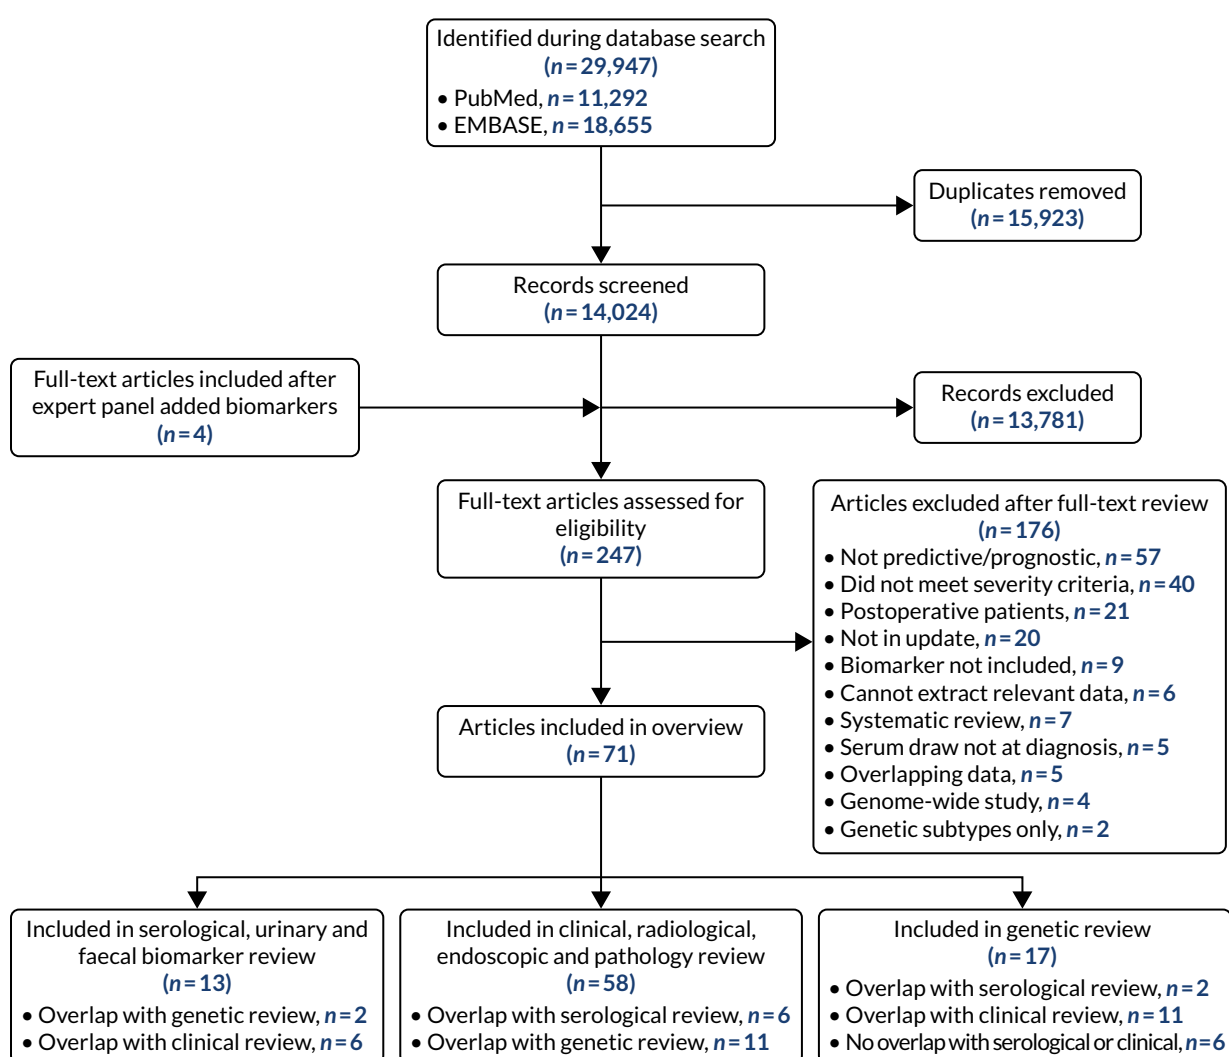 Identified during database search
(n=29,947)
• PubMed, n=11,292
• EMBASE, n=18,655
Duplicates removed
(n=15,923)
Records screened
(n=14,024)
Full-text articles included after
expert panel added biomarkers
(n=4)
Records excluded
(n=13,781)
Full-text articles assessed for
eligibility
(n=247)
Articles excluded after full-text review
(n=176)
• Not predictive/prognostic, n=57
• Did not meet severity criteria, n=40
• Postoperative patients, n=21
• Not in update, n=20
• Biomarker not included, n=9
• Cannot extract relevant data, n=6
• Systematic review, n=7
• Serum draw not at diagnosis, n=5
• Overlapping data, n=5
• Genome-wide study, n=4
• Genetic subtypes only, n=2
Articles included in overview
(n=71)
Included in serological, urinary and
faecal biomarker review
(n=13)
• Overlap with genetic review, n=2
• Overlap with clinical review, n=6
Included in clinical, radiological,
endoscopic and pathology review
(n=58)
• Overlap with serological review, n=6
• Overlap with genetic review, n=11
Included in genetic review
(n=17)
• Overlap with serological review, n=2
• Overlap with clinical review, n=11
• No overlap with serological or clinical, n=6